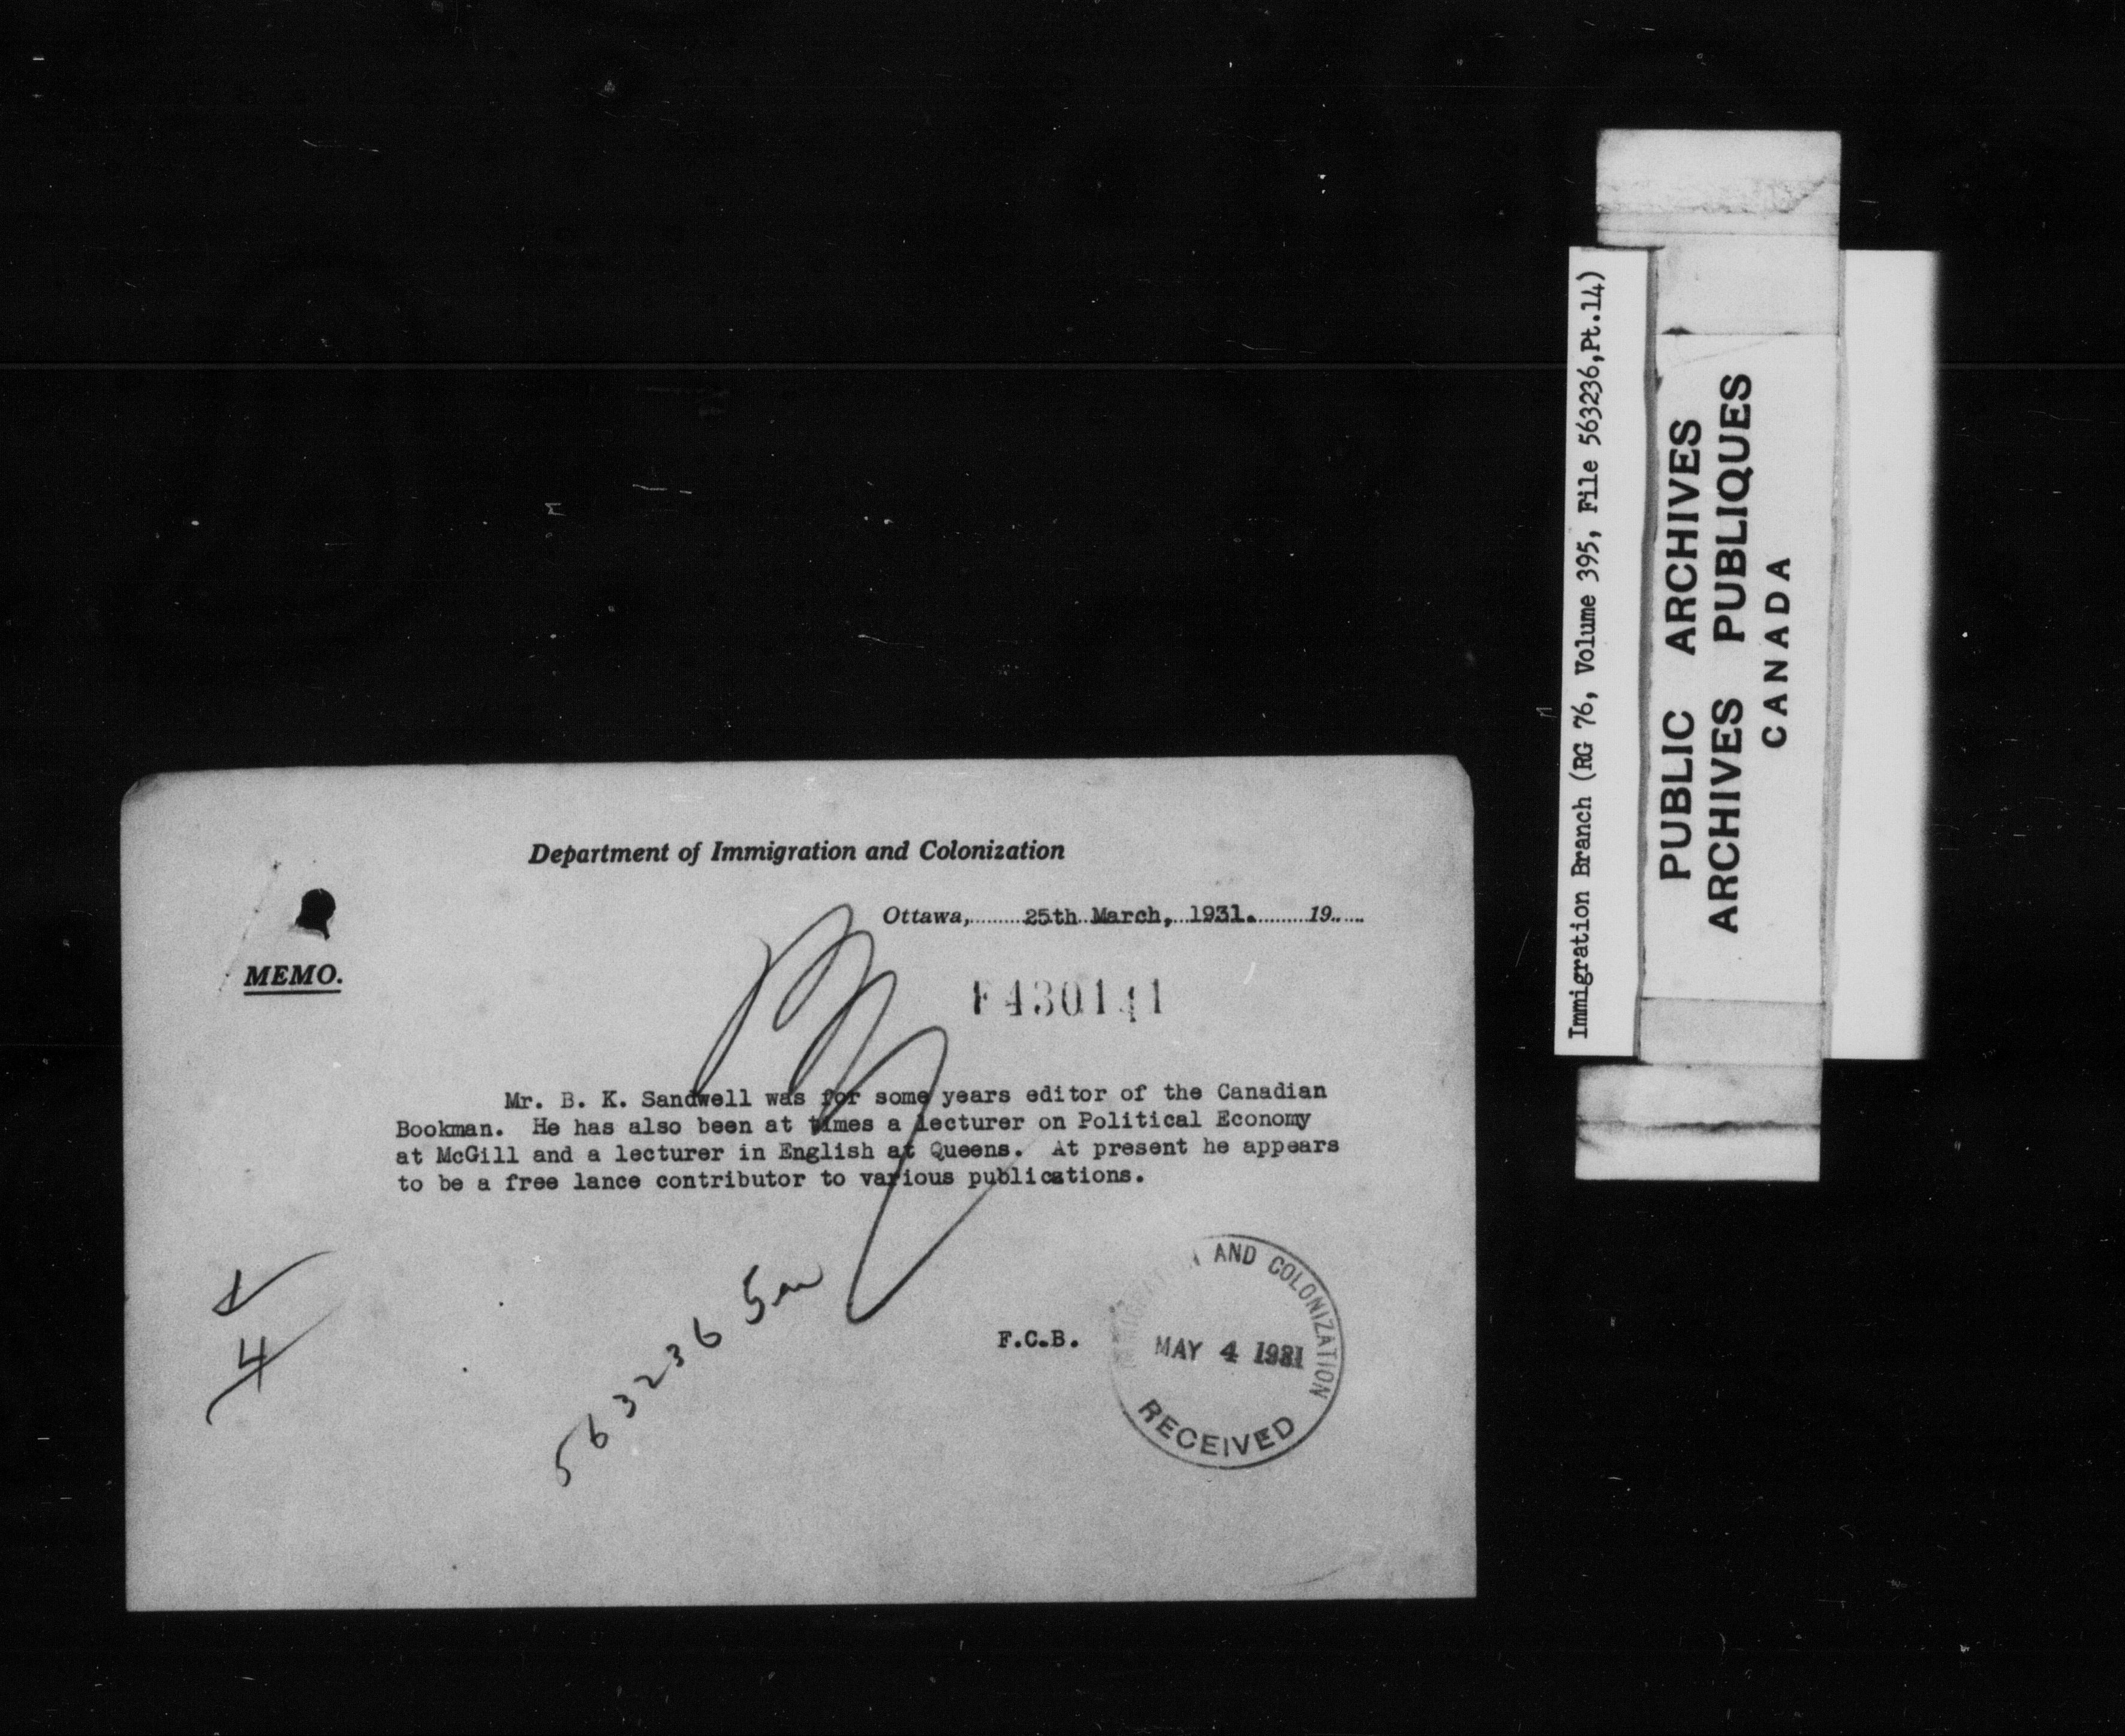 Department of Immigration and Colonization
Ottawa, 25th March, 1931. 19
MEMO.
F430141
Mr. B. K. Sandwell was for some years editor of the Canadian
Bookman. He has also been at times a lecturer on Political Economy
at McGill and a lecturer in English at Queens. At present he appears
to be a free lance contributor to various publications.
F.C.B.
563236
4
IMMIGRATION AND COLONIZATION
MAY 4 1931
RECEIVED
Immigration Branch (RG 76, Volume 395, File 563236,Pt.14)
PUBLIC ARCHIVES
ARCHIVES PUBLIQUES
CANADA